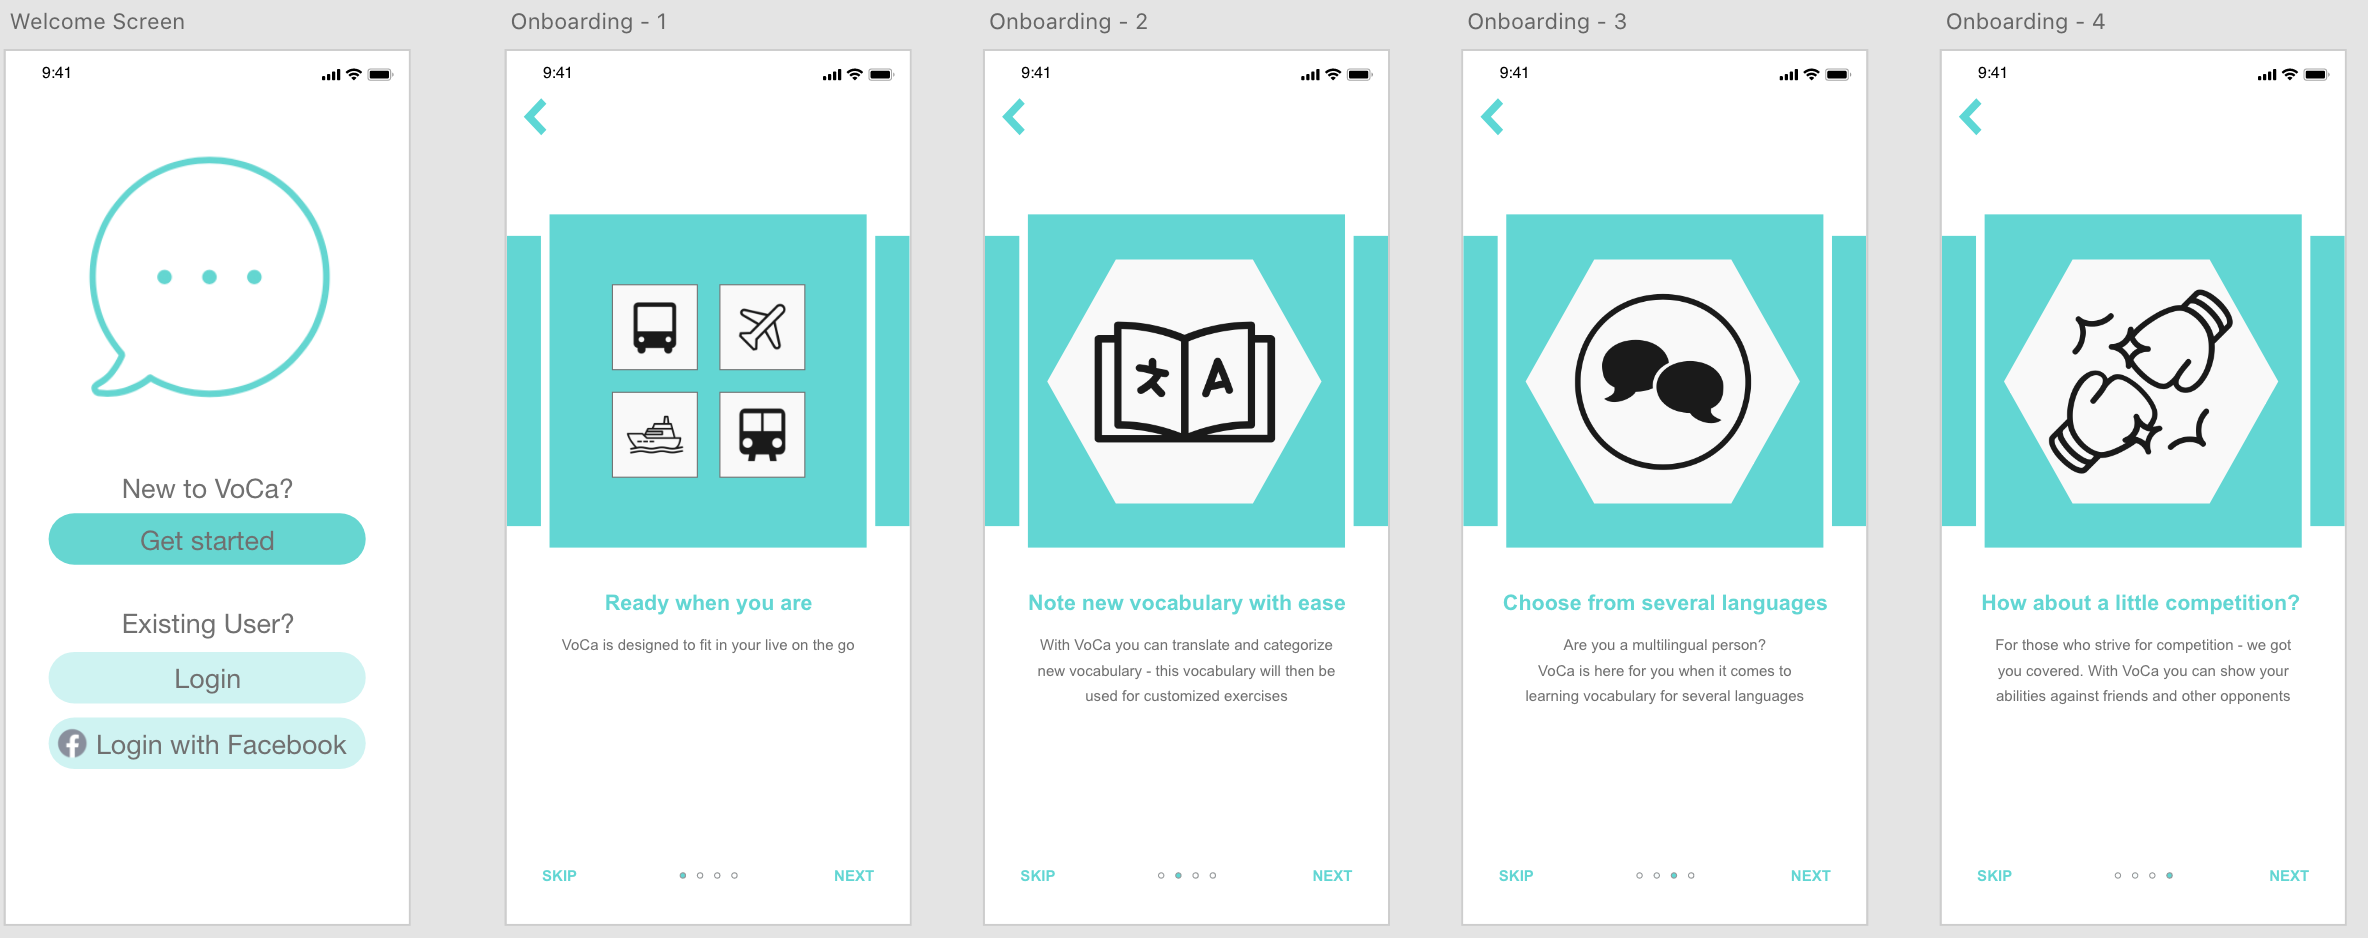 Welcome Screen
9:41
New to VoCa?
Get started
Existing User?
Login
Login with Facebook
Onboarding - 1
9:41
Ready when you are
VoCa is designed to fit in your live on the go
SKIP
NEXT
Onboarding - 2
9:41
文 A
Note new vocabulary with ease
With VoCa you can translate and categorize
new vocabulary - this vocabulary will then be
used for customized exercises
SKIP
NEXT
Onboarding - 3
9:41
Choose from several languages
Are you a multilingual person?
VoCa is here for you when it comes to
learning vocabulary for several languages
SKIP
NEXT
Onboarding - 4
9:41
How about a little competition?
For those who strive for competition - we got
you covered. With VoCa you can show your
abilities against friends and other opponents
SKIP
NEXT